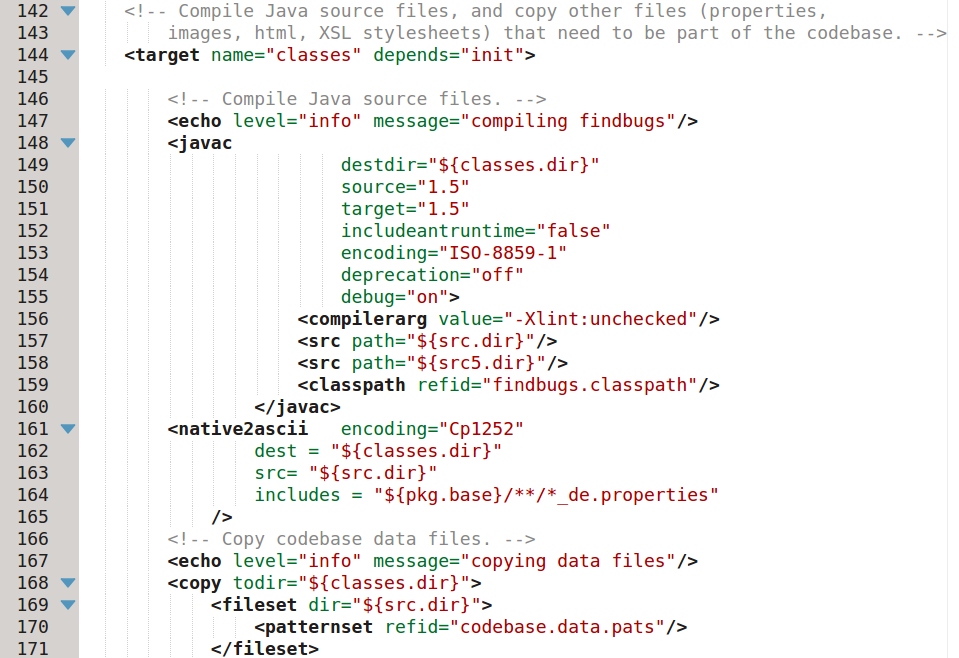 142 <!-- Compile Java source files, and copy other files (properties,
143 images, html, XSL stylesheets) that need to be part of the codebase. -->
144 <target name="classes" depends="init">
145
146 <!-- Compile Java source files. -->
147 <echo level="info" message="compiling findbugs"/>
148 <javac
149 destdir="${classes.dir}"
150 source="1.5"
151 target="1.5"
152 includeantruntime="false"
153 encoding="ISO-8859-1"
154 deprecation="off"
155 debug="on">
156 <compilerarg value="-Xlint:unchecked"/>
157 <src path="${src.dir}"/>
158 <src path="${src5.dir}"/>
159 <classpath refid="findbugs.classpath"/>
160 </javac>
161 <native2ascii   encoding="Cp1252"
162 dest = "${classes.dir}"
163 src= "${src.dir}"
164 includes = "${pkg.base}/**/*_de.properties"
165 />
166 <!-- Copy codebase data files. -->
167 <echo level="info" message="copying data files"/>
168 <copy todir="${classes.dir}">
169 <fileset dir="${src.dir}">
170 <patternset refid="codebase.data.pats"/>
171 </fileset>